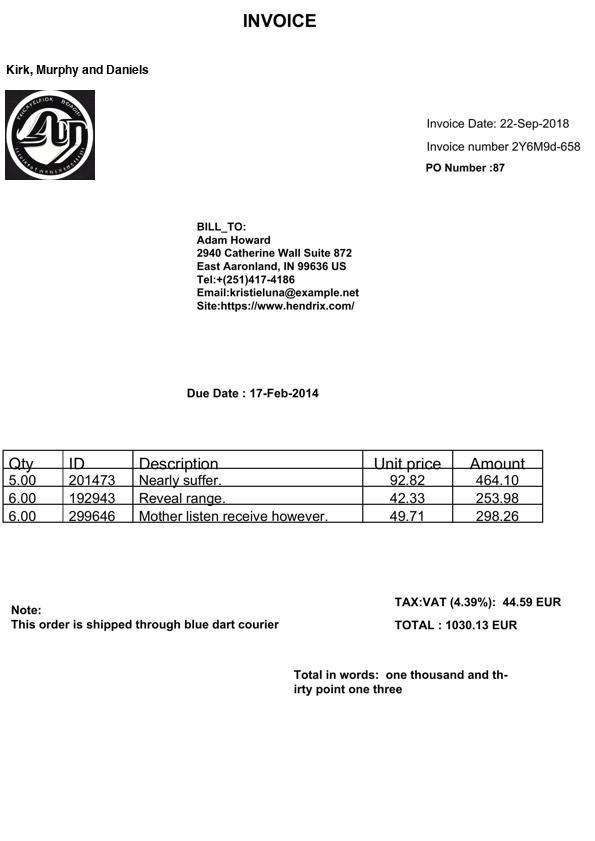 INVOICE
Kirk, Murphy and Daniels
Invoice Date: 22-Sep-2018
Invoice number 2Y6M9d-658
PO Number :87
BILL_TO:
Adam Howard
2940 Catherine Wall Suite 872
East Aaronland, IN 99636 US
Tel:+(251)417-4186
Email:kristieluna@example.net
Site:https://www.hendrix.com/
Due Date : 17-Feb-2014
Qty ID Description Unit price Amount
5.00 201473 Nearly suffer. 92.82 464.10
6.00 192943 Reveal range. 42.33 253.98
6.00 299646 Mother listen receive however. 49.71 298.26
TAX:VAT (4.39%): 44.59 EUR
Note:
This order is shipped through blue dart courier
TOTAL : 1030.13 EUR
Total in words: one thousand and th-
irty point one three